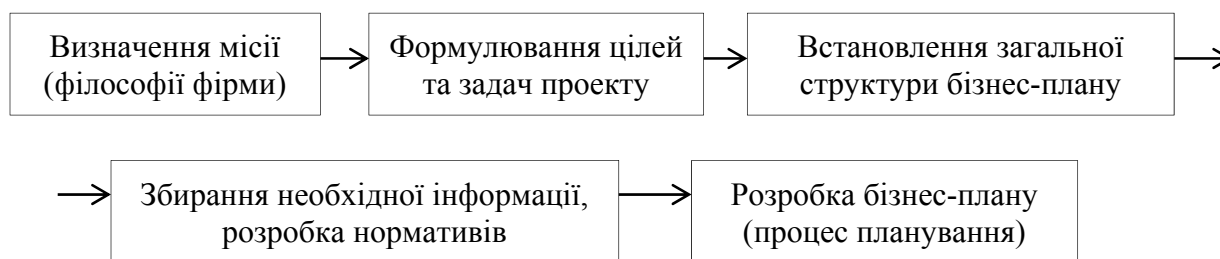 Визначення місії
(філософії фірми)
Формулювання цілей
та задач проекту
Встановлення загальної
структури бізнес-плану
Збирання необхідної інформації,
розробка нормативів
Розробка бізнес-плану
(процес планування)